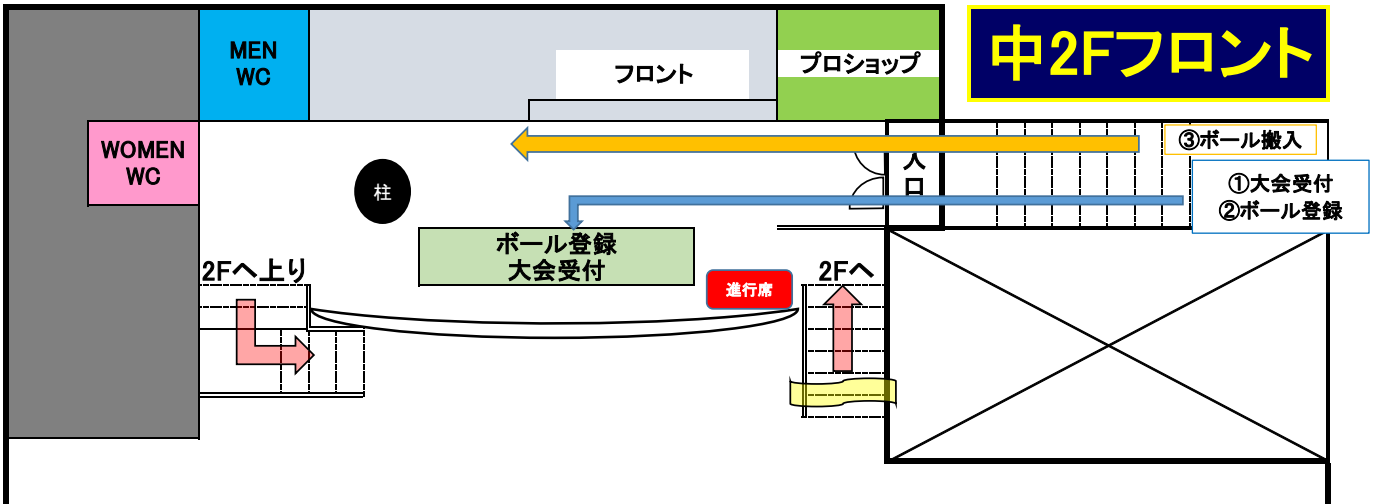 中2Fフロント
MEN
WC
フロント
プロショップ
WOMEN
WC
柱
入口
③ボール搬入
①大会受付
②ボール登録
ボール登録
大会受付
進行席
2Fへ上り
2Fへ